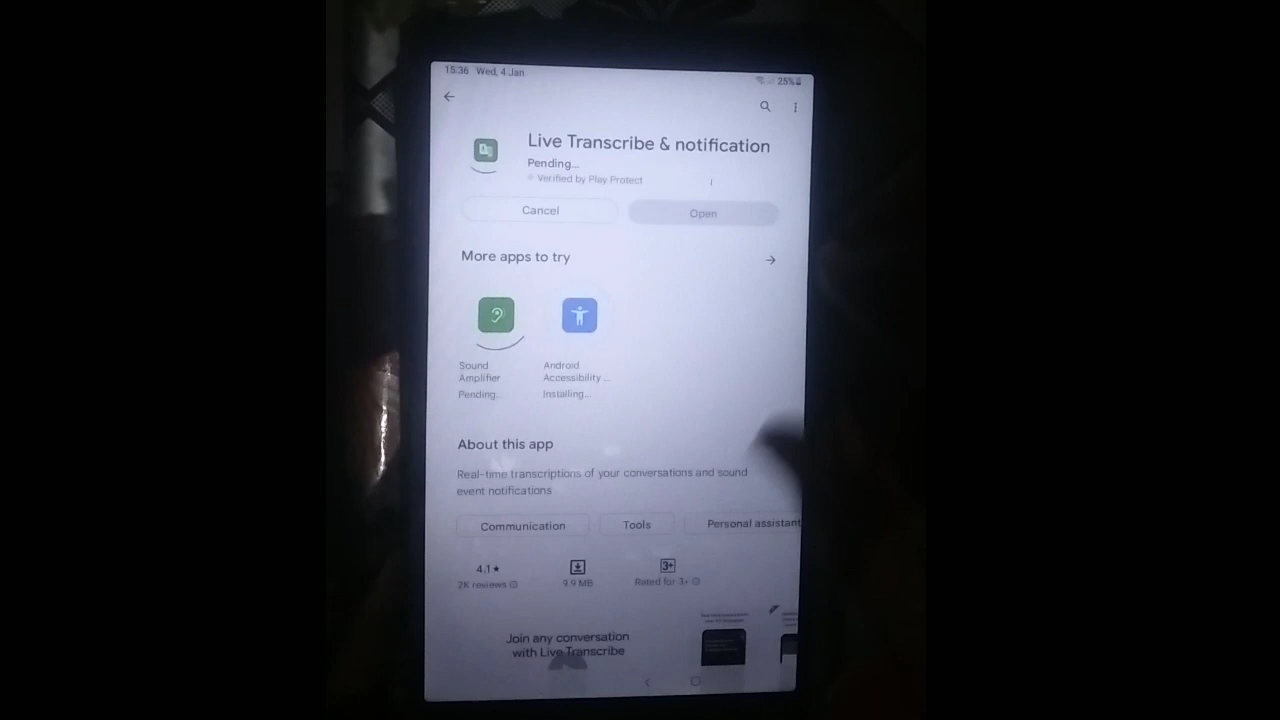 15:36 Wed, 4 Jan
25%
Live Transcribe & notification
Pending...
Verified by Play Protect
Cancel
Open
More apps to try
Sound
Amplifier
Pending..
Android
Accessibility ...
Installing...
About this app
Real-time transcriptions of your conversations and sound
event notifications
Communication
Tools
Personal assistant
4.1★
2K reviews
9.9 MB
3+
Rated for 3+
Join any conversation
with Live Transcribe